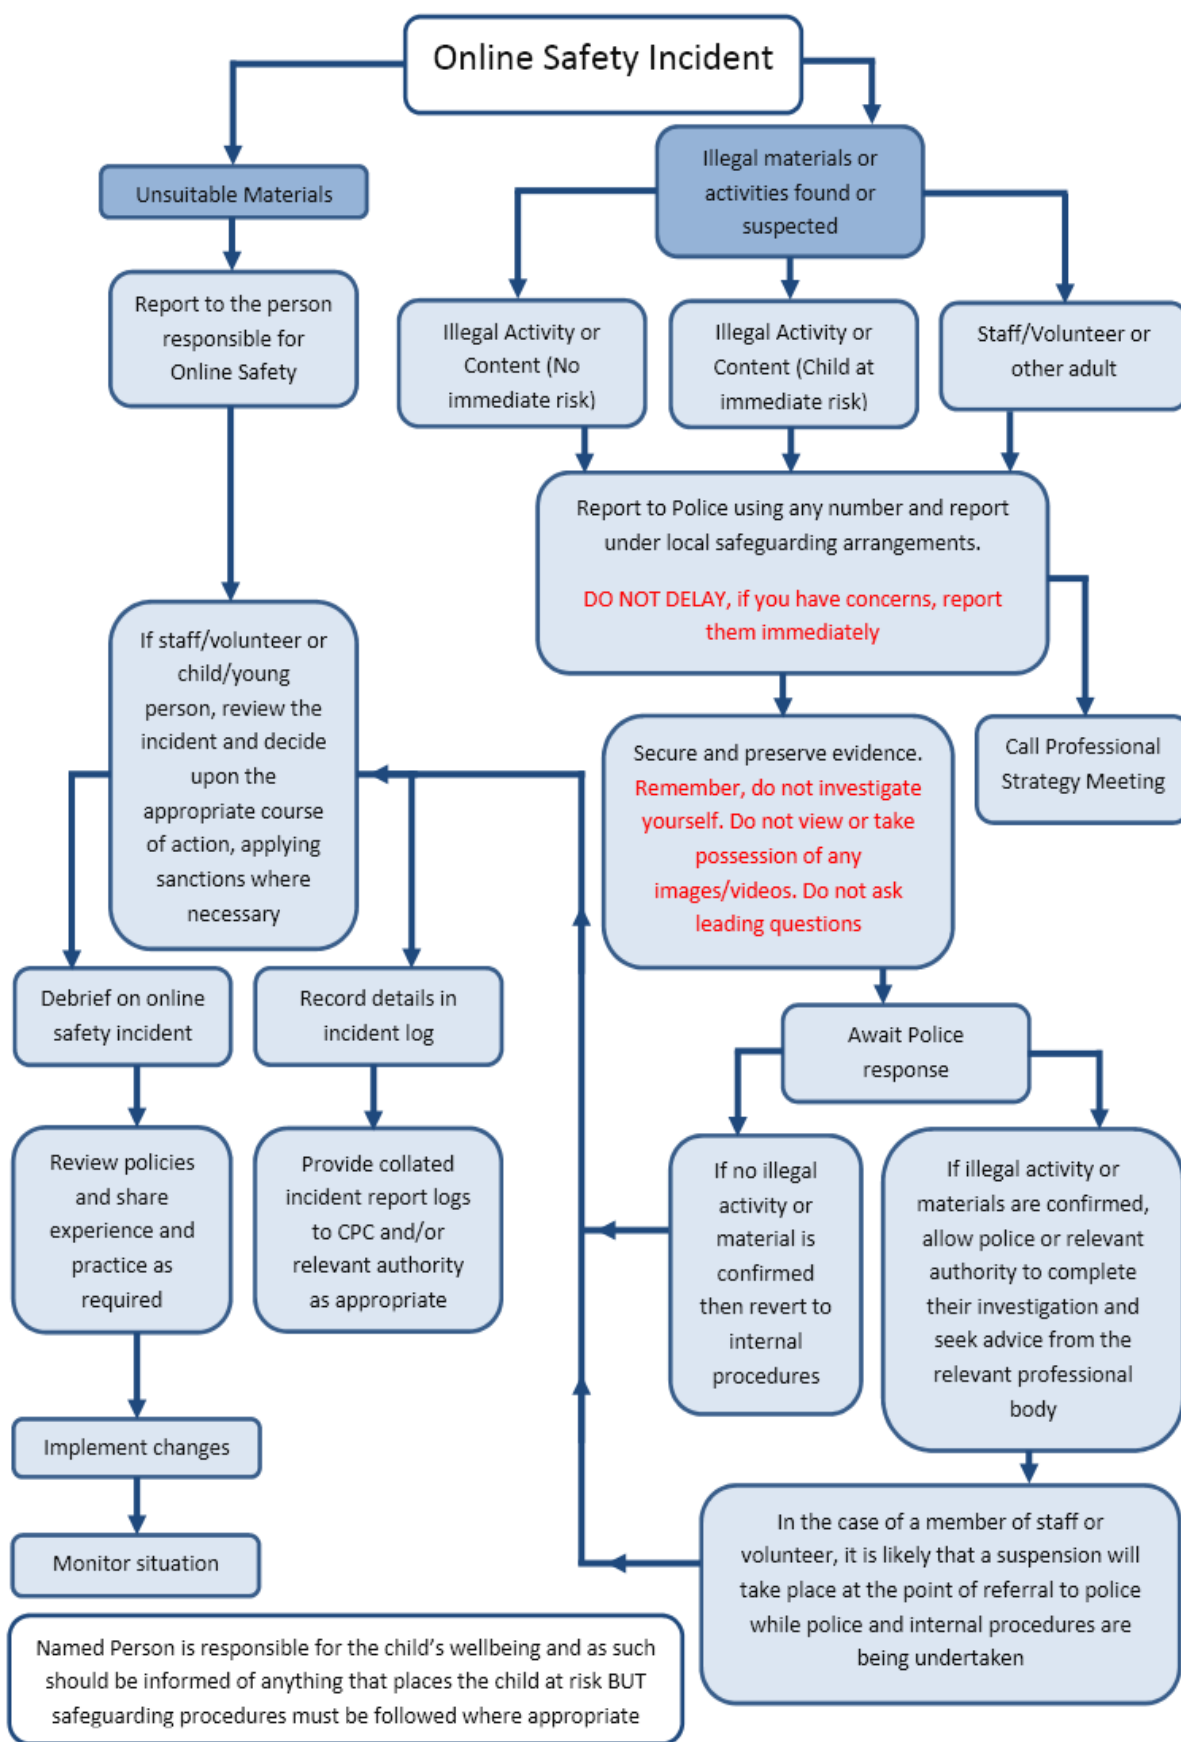 Online Safety Incident
Unsuitable Materials
Illegal materials or
activities found or
suspected
Report to the person
responsible for
Online Safety
Illegal Activity or
Content (No
immediate risk)
Illegal Activity or
Content (Child at
immediate risk)
Staff/Volunteer or
other adult
Report to Police using any number and report
under local safeguarding arrangements.
DO NOT DELAY, if you have concerns, report
them immediately
If staff/volunteer or
child/young
person, review the
incident and decide
upon the
appropriate course
of action, applying
sanctions where
necessary
Secure and preserve evidence.
Remember, do not investigate
yourself. Do not view or take
possession of any
images/videos. Do not ask
leading questions
Call Professional
Strategy Meeting
Debrief on online
safety incident
Record details in
incident log
Await Police
response
Review policies
and share
experience and
practice as
required
Provide collated
incident report logs
to CPC and/or
relevant authority
as appropriate
If no illegal
activity or
material is
confirmed
then revert to
internal
procedures
If illegal activity or
materials are confirmed,
allow police or relevant
authority to complete
their investigation and
seek advice from the
relevant professional
body
Implement changes
Monitor situation
In the case of a member of staff or
volunteer, it is likely that a suspension will
take place at the point of referral to police
while police and internal procedures are
being undertaken
Named Person is responsible for the child's wellbeing and as such
should be informed of anything that places the child at risk BUT
safeguarding procedures must be followed where appropriate